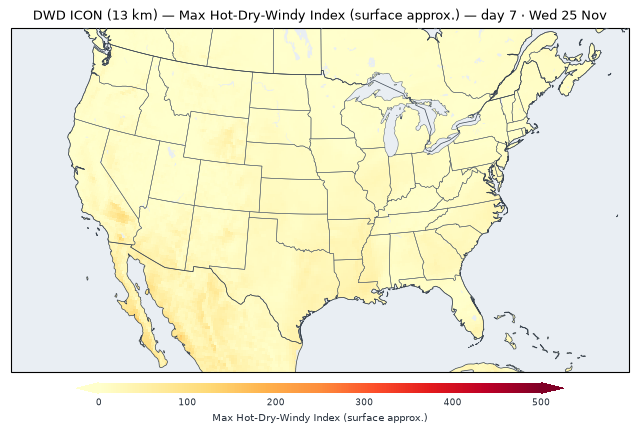 DWD ICON (13 km) — Max Hot-Dry-Windy Index (surface approx.) — day 7 · Wed 25 Nov
0 100 200 300 400 500
Max Hot-Dry-Windy Index (surface approx.)